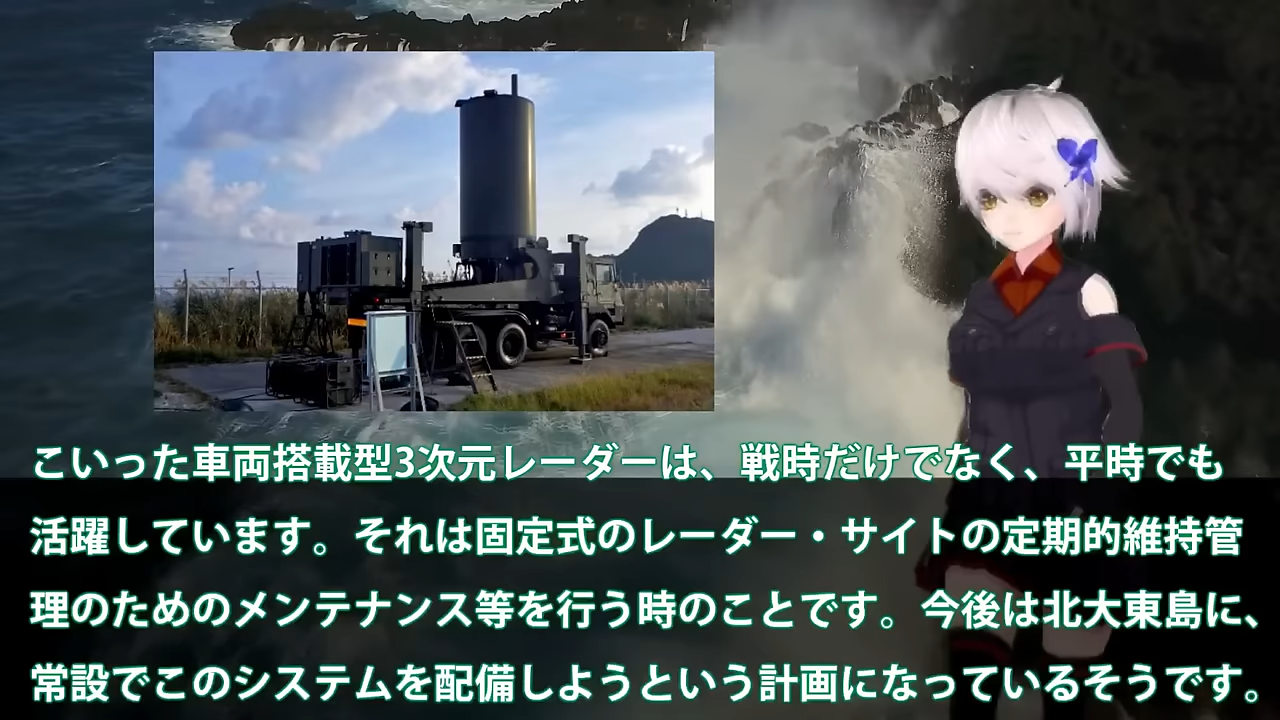 こいった車両搭載型3次元レーダーは、戦時だけでなく、平時でも
活躍しています。それは固定式のレーダー・サイトの定期的維持管
理のためのメンテナンス等を行う時のことです。今後は北大東島に、
常設でこのシステムを配備しようという計画になっているそうです。